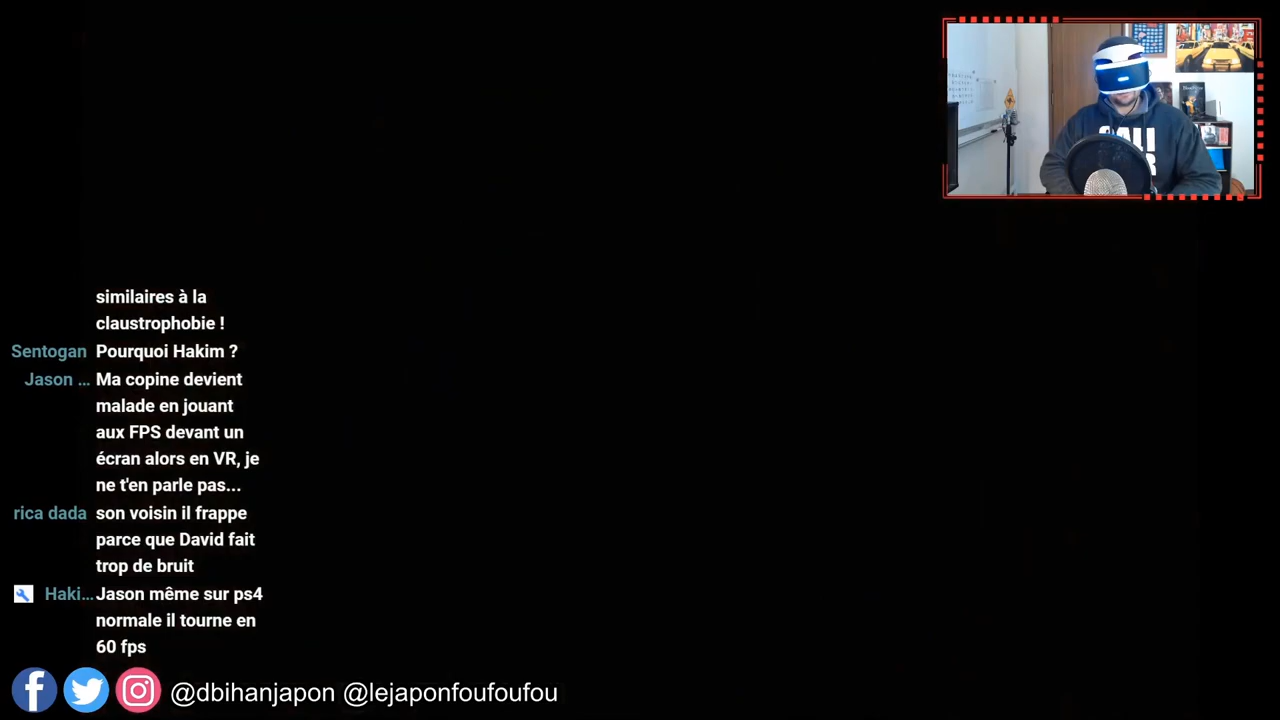 similaires à la
claustrophobie !
Sentogan Pourquoi Hakim ?
Jason ... Ma copine devient
malade en jouant
aux FPS devant un
écran alors en VR, je
ne t'en parle pas...
rica dada son voisin il frappe
parce que David fait
trop de bruit
Haki... Jason même sur ps4
normale il tourne en
60 fps
@dbihanjapon @lejaponfoufoufou